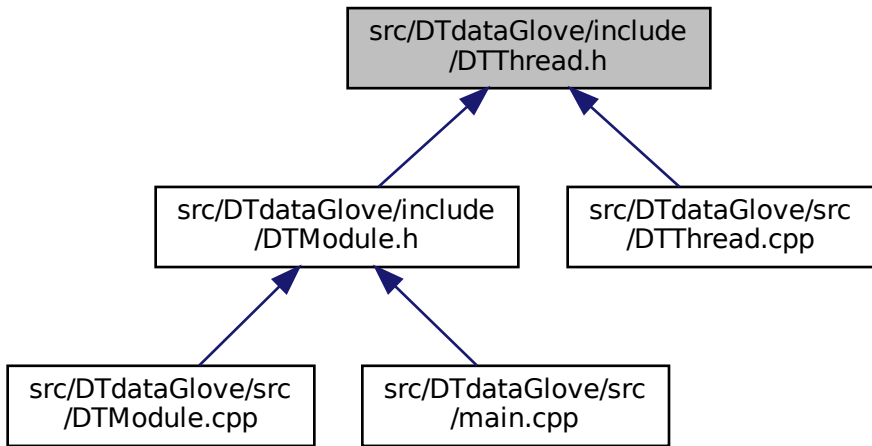 src/DTdataGlove/include
/DTThread.h
src/DTdataGlove/include
/DTModule.h
src/DTdataGlove/src
/DTThread.cpp
src/DTdataGlove/src
/DTModule.cpp
src/DTdataGlove/src
/main.cpp